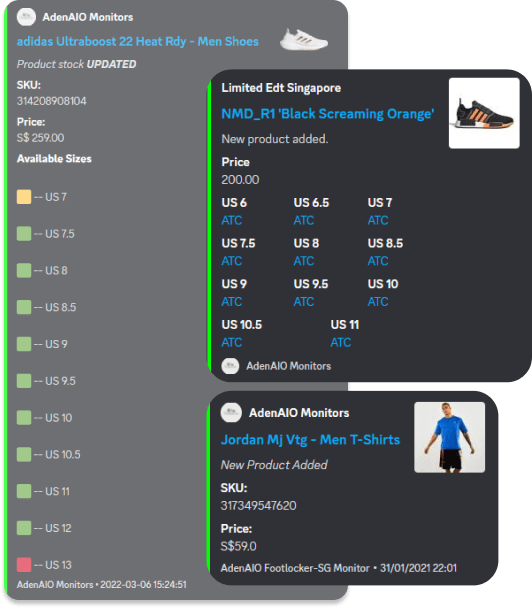 AdenAIO Monitors
adidas Ultraboost 22 Heat Rdy - Men Shoes
Product stock UPDATED
SKU:
314208908104
Price:
S$ 259.00
Available Sizes
-- US 7
-- US 7.5
-- US 8
-- US 8.5
-- US 9
-- US 9.5
-- US 10
-- US 10.5
-- US 11
-- US 12
-- US 13
AdenAIO Monitors • 2022-03-06 15:24:51
Limited Edt Singapore
NMD_R1 'Black Screaming Orange'
New product added.
Price
200.00
US 6 US 6.5 US 7
ATC ATC ATC
US 7.5 US 8 US 8.5
ATC ATC ATC
US 9 US 9.5 US 10
ATC ATC ATC
US 10.5 US 11
ATC ATC
AdenAIO Monitors
AdenAIO Monitors
Jordan Mj Vtg - Men T-Shirts
New Product Added
SKU:
317349547620
Price:
S$59.0
AdenAIO Footlocker-SG Monitor • 31/01/2021 22:01